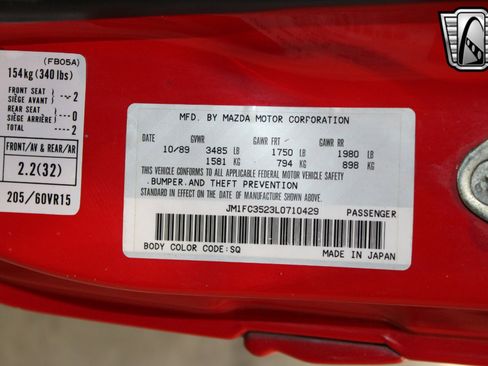 (FB05A)
154kg (340 lbs)
FRONT SEAT
SIÈGE AVANT 2
REAR SEAT
SIÈGE ARRIÈRE 0
TOTAL 2
FRONT/AV & REAR/AR
2.2(32)
205/60VR15
MFD. BY MAZDA MOTOR CORPORATION
DATE GVWR GAWR FRT GAWR RR
10/89 3485 LB 1750 LB 1980 LB
1581 KG 794 KG 898 KG
THIS VEHICLE CONFORMS TO ALL APPLICABLE FEDERAL MOTOR VEHICLE SAFETY
. BUMPER.AND THEFT PREVENTION
STANDARD IN EFFECT ON THE DATE OF MANUFACTURE SHOWN ABOVE.
JM1FC3523L0710429 PASSENGER
BODY COLOR CODE:SQ MADE IN JAPAN